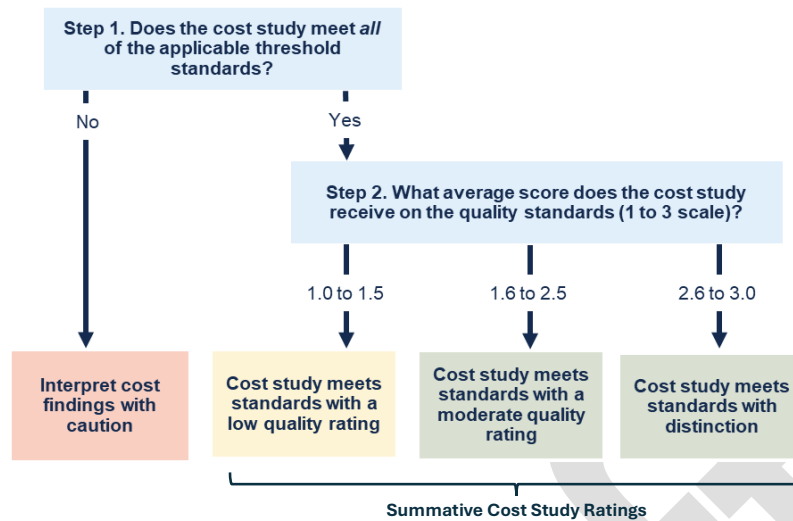 Step 1. Does the cost study meet all
of the applicable threshold
standards?
No
Yes
Step 2. What average score does the cost study
receive on the quality standards (1 to 3 scale)?
1.0 to 1.5
1.6 to 2.5
2.6 to 3.0
Interpret cost
findings with
caution
Cost study meets
standards with a
low quality rating
Cost study meets
standards with a
moderate quality
rating
Cost study meets
standards with
distinction
Summative Cost Study Ratings